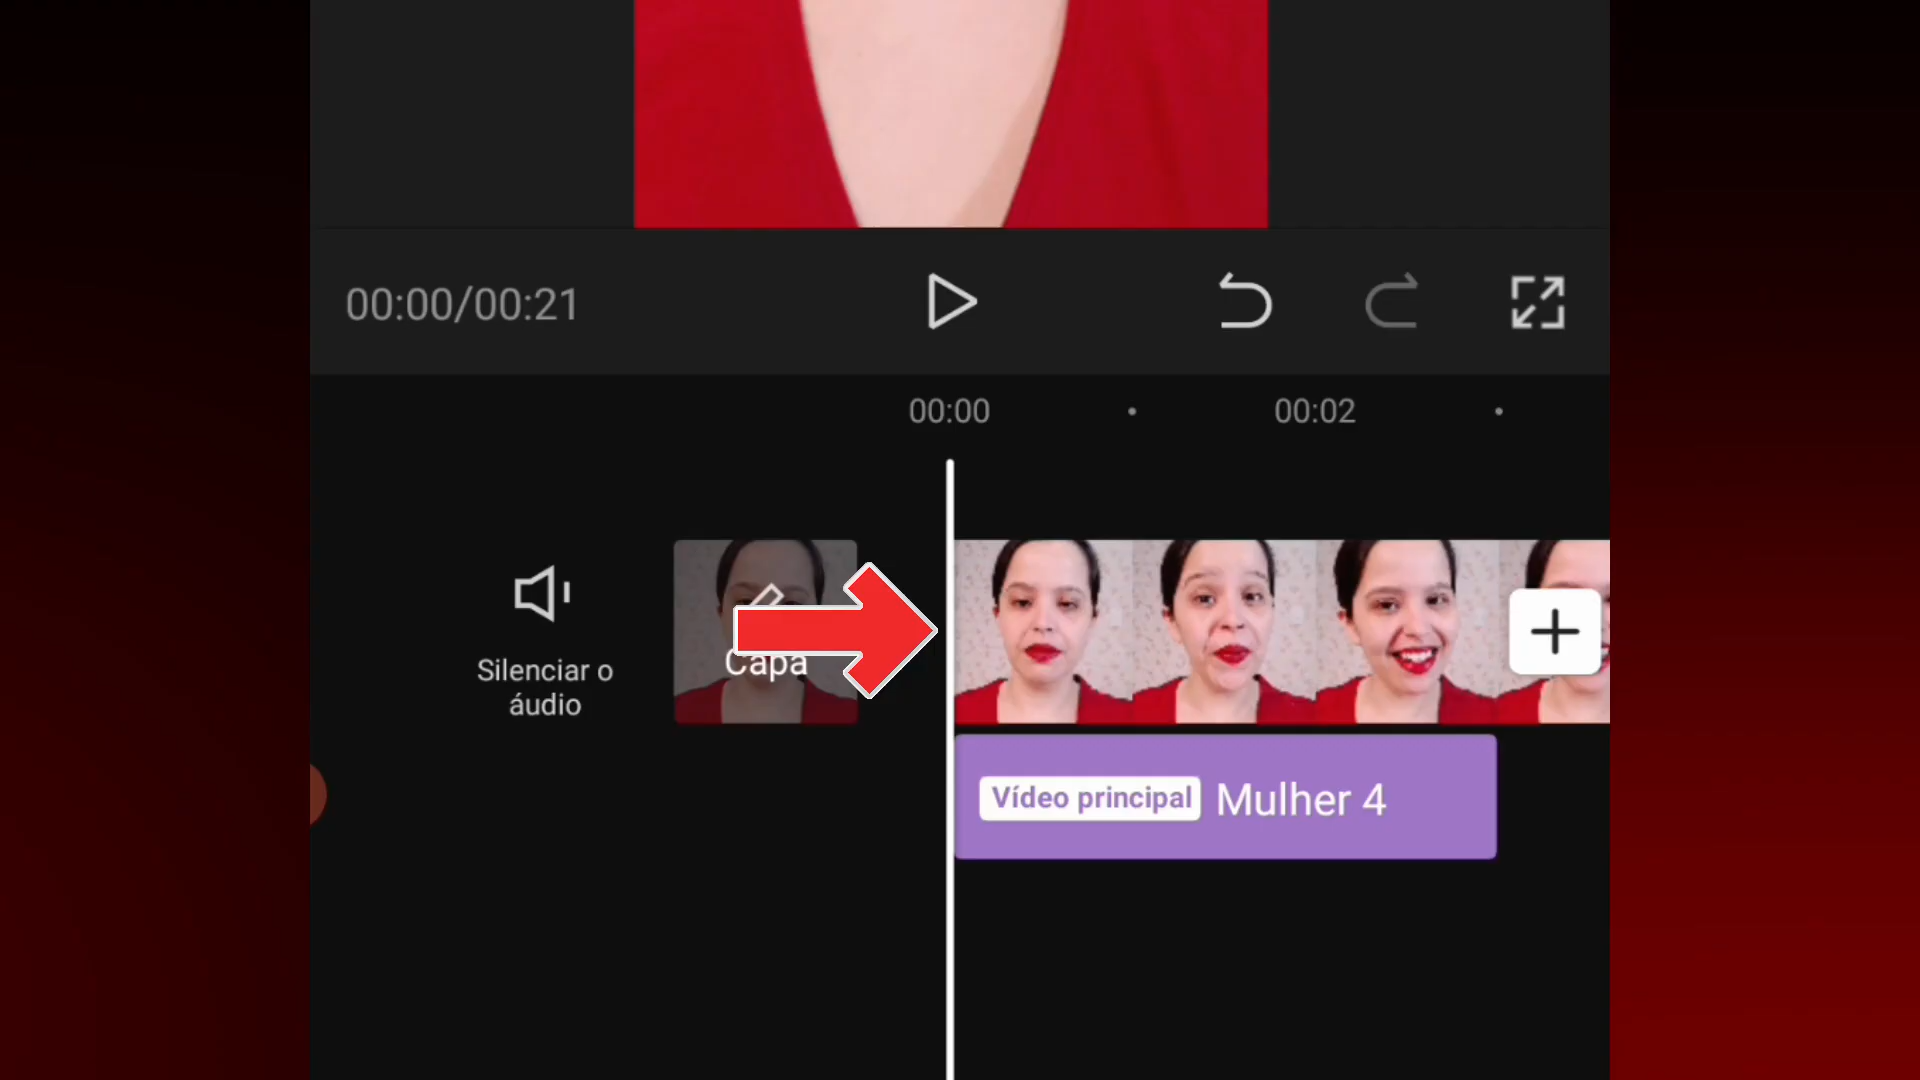 00:00/00:21
00:00
00:02
Silenciar o
áudio
Capa
Vídeo principal Mulher 4